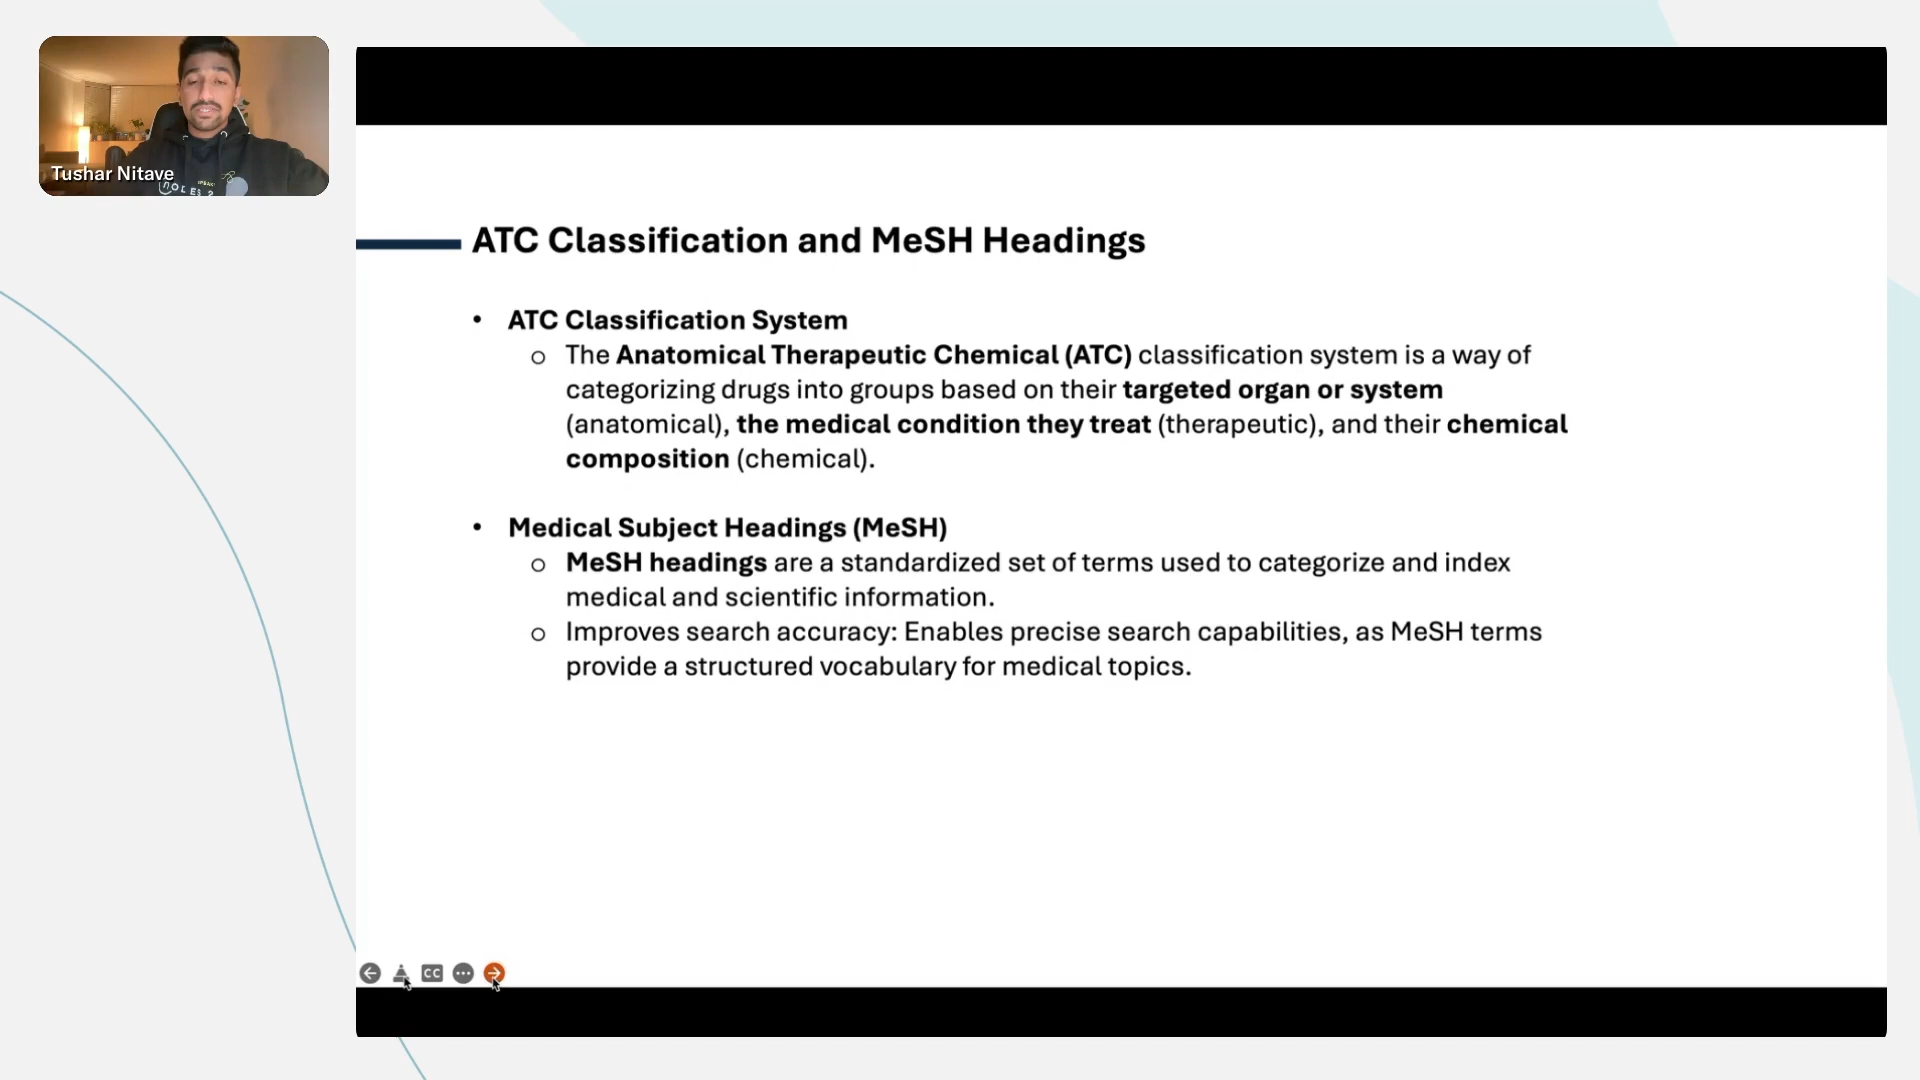 Tushar Nitave
ATC Classification and MeSH Headings
• ATC Classification System
o The Anatomical Therapeutic Chemical (ATC) classification system is a way of
categorizing drugs into groups based on their targeted organ or system
(anatomical), the medical condition they treat (therapeutic), and their chemical
composition (chemical).
• Medical Subject Headings (MeSH)
o MeSH headings are a standardized set of terms used to categorize and index
medical and scientific information.
o Improves search accuracy: Enables precise search capabilities, as MeSH terms
provide a structured vocabulary for medical topics.
CC